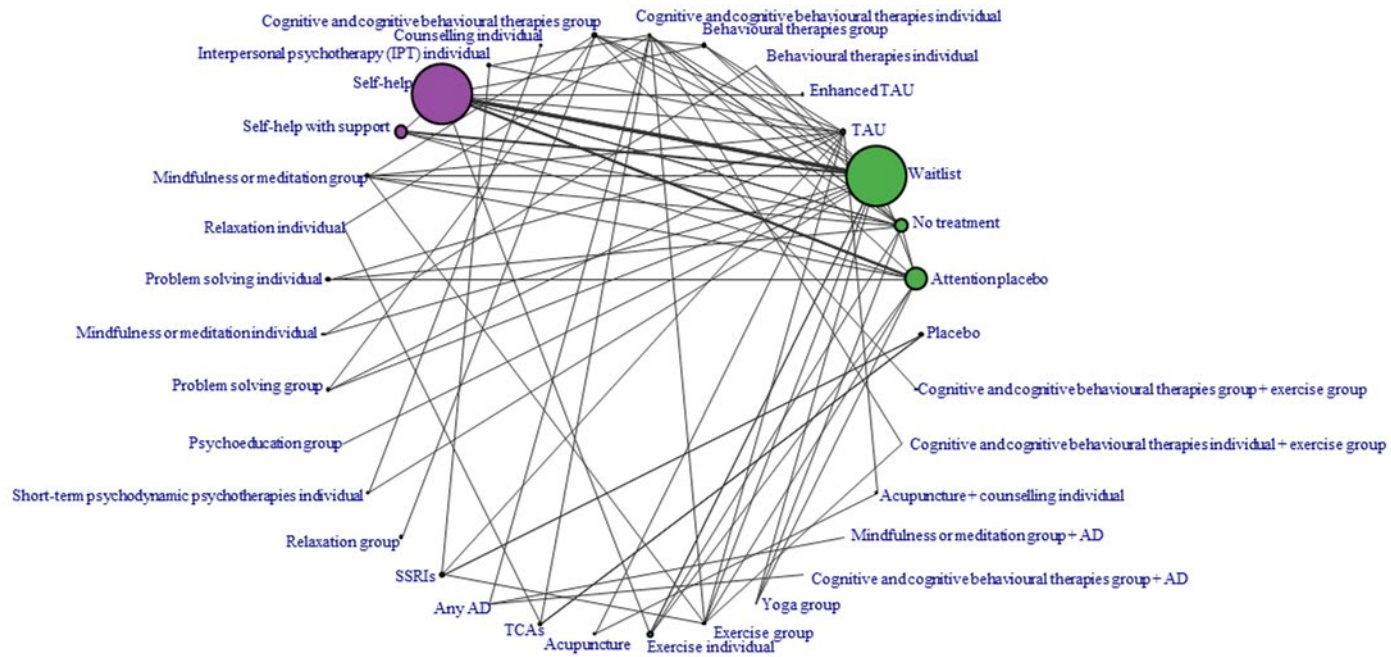 Cognitive and cognitive behavioural therapies individual
Cognitive and cognitive behavioural therapies group
Behavioural therapies group
Counselling individual
Interpersonal psychotherapy (IPT) individual
Behavioural therapies individual
Self-help
Enhanced TAU
Self-help with support
TAU
Mindfulness or meditation group
Waitlist
Relaxation individual
No treatment
Problem solving individual
Attention placebo
Mindfulness or meditation individual
Placebo
Problem solving group
Cognitive and cognitive behavioural therapies group + exercise group
Psychoeducation group
Cognitive and cognitive behavioural therapies individual + exercise group
Short-term psychodynamic psychotherapies individual
Acupuncture + counselling individual
Relaxation group
Mindfulness or meditation group + AD
SSRIs
Cognitive and cognitive behavioural therapies group + AD
Any AD
Yoga group
TCAs
Exercise group
Acupuncture
Exercise individual